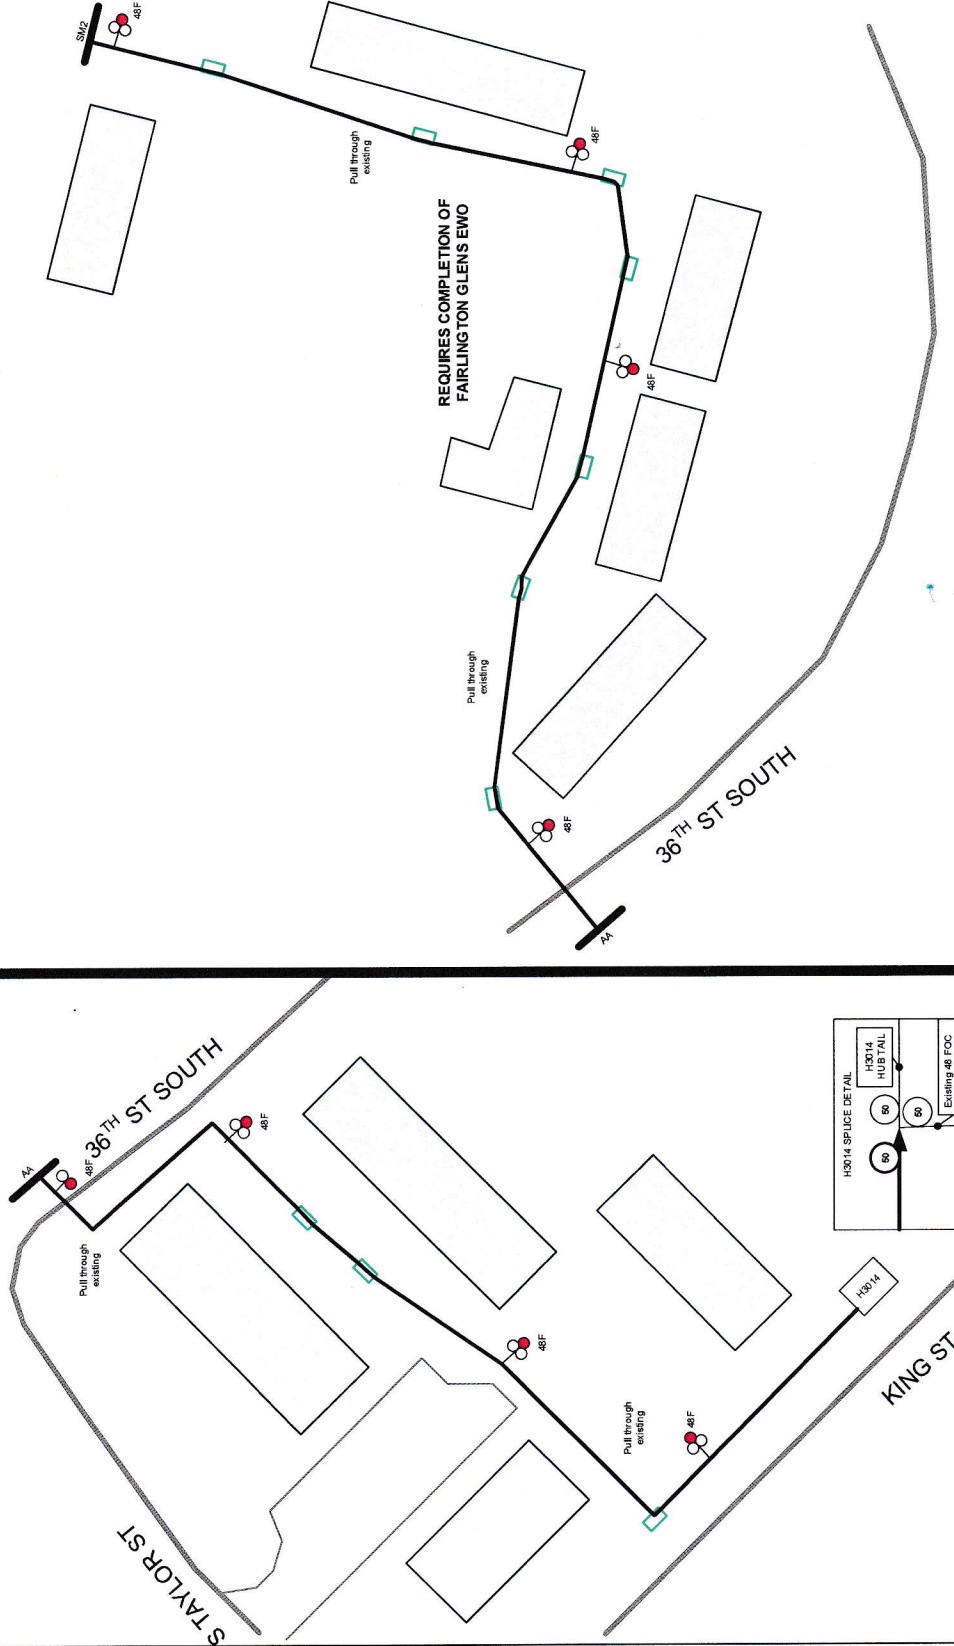 SM2
48F
Pull through
existing
48F
REQUIRES COMPLETION OF
FAIRLINGTON GLENS EWO
48F
Pull through
existing
48F
36TH ST SOUTH
AA
AA
48F
36TH ST SOUTH
48F
Pull through
existing
48F
Pull through
existing
48F
H3014
KING ST
S TAYLOR ST
H3014 SPLICE DETAIL
H3014
HUBTAIL
50
50
50
Existing 48 FOC